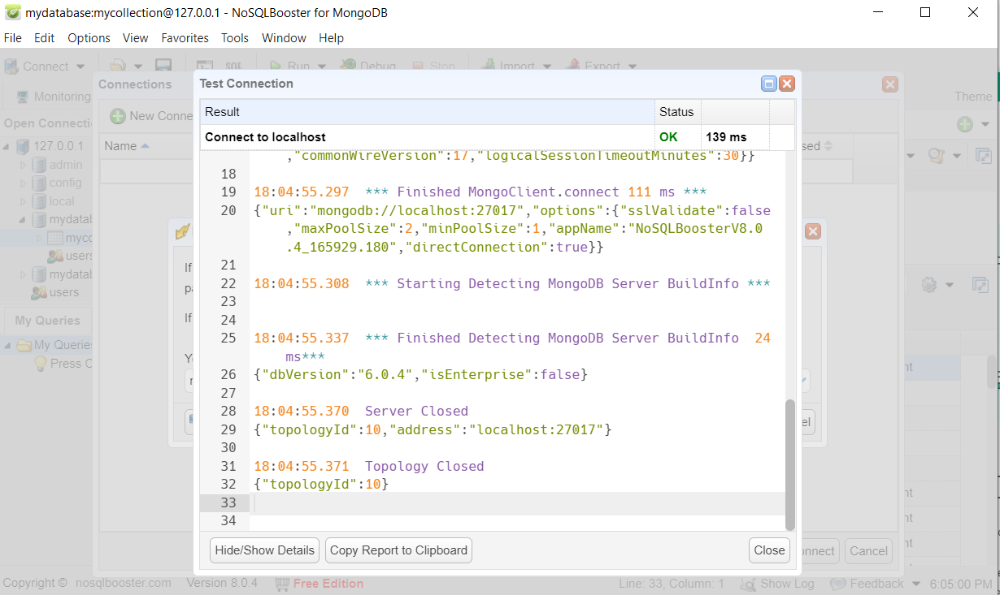 mydatabase:mycollection@127.0.0.1 - NoSQLBooster for MongoDB
File Edit Options View Favorites Tools Window Help
Connect SQL Run Debug Stop Import Export
Connections
Test Connection
Monitoring
Theme
Result Status
New Conne
Open Connecti
Connect to localhost OK 139 ms
127.0.0.1
Name
sed
,"commonWireVersion":17,"logicalSessionTimeoutMinutes":30}}
admin
18
config
19 18:04:55.297 *** Finished MongoClient.connect 111 ms ***
local
20 {"uri":"mongodb://localhost:27017","options":{"sslValidate":false
mydatab
,"maxPoolSize":2,"minPoolSize":1,"appName":"NoSQLBoosterV8.0
myco
.4_165929.180","directConnection":true}}
users
21
If
mydatab
22 18:04:55.308 *** Starting Detecting MongoDB Server BuildInfo ***
pa
users
23
If
24
My Queries
25 18:04:55.337 *** Finished Detecting MongoDB Server BuildInfo 24
My Querie
ms***
Press C
26 {"dbVersion":"6.0.4","isEnterprise":false}
nt
27
28 18:04:55.370 Server Closed
29 {"topologyId":10,"address":"localhost:27017"}
el
30
31 18:04:55.371 Topology Closed
32 {"topologyId":10}
nt
33
34
nt
Hide/Show Details Copy Report to Clipboard Close
nnect Cancel
nt
Copyright © nosqlbooster.com Version 8.0.4 Free Edition Line: 33, Column: 1 Show Log Feedback 6:05:00 PM